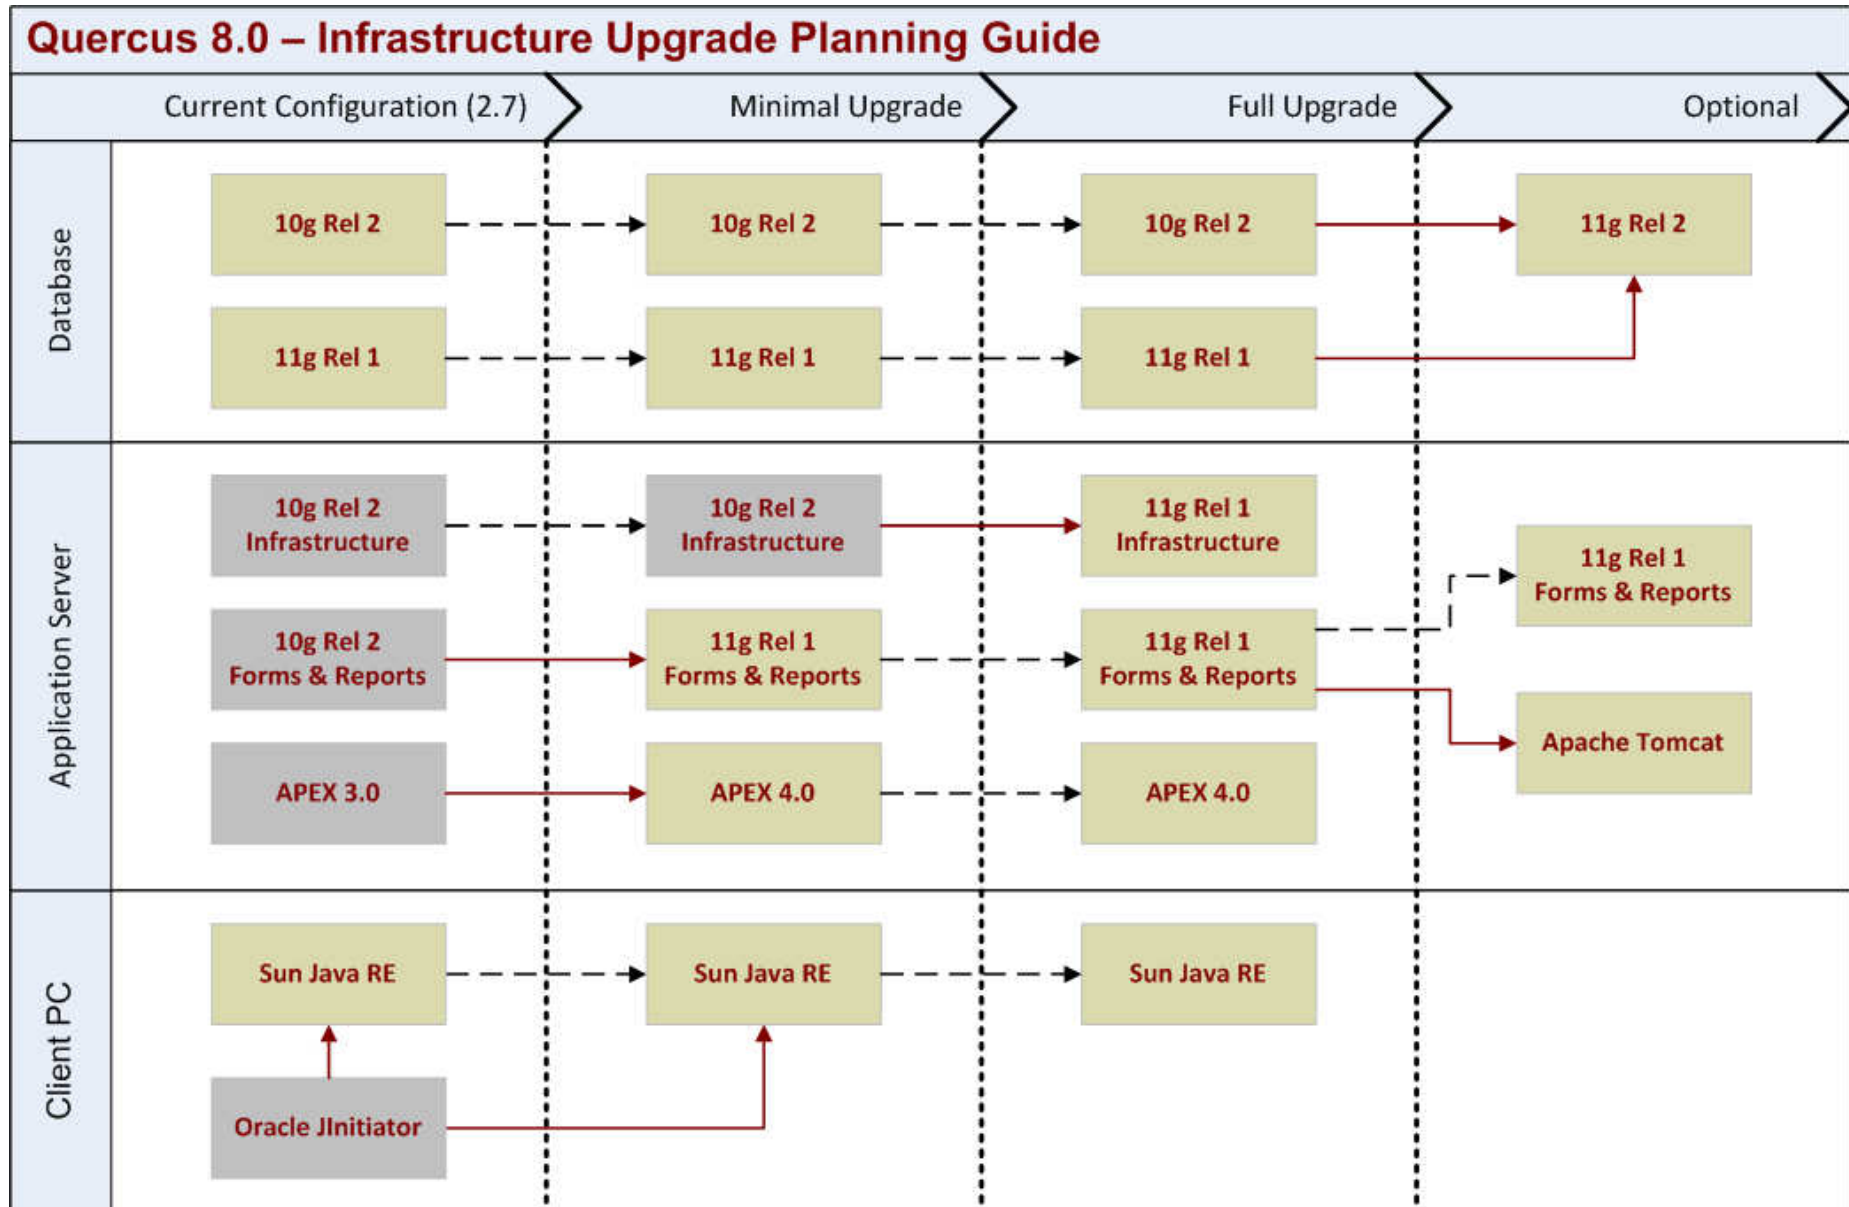 Quercus 8.0 – Infrastructure Upgrade Planning Guide
Current Configuration (2.7)
Minimal Upgrade
Full Upgrade
Optional
Database
10g Rel 2
10g Rel 2
10g Rel 2
11g Rel 2
11g Rel 1
11g Rel 1
11g Rel 1
Application Server
10g Rel 2
Infrastructure
10g Rel 2
Infrastructure
11g Rel 1
Infrastructure
11g Rel 1
Forms & Reports
10g Rel 2
Forms & Reports
11g Rel 1
Forms & Reports
11g Rel 1
Forms & Reports
Apache Tomcat
APEX 3.0
APEX 4.0
APEX 4.0
Client PC
Sun Java RE
Sun Java RE
Sun Java RE
Oracle JInitiator